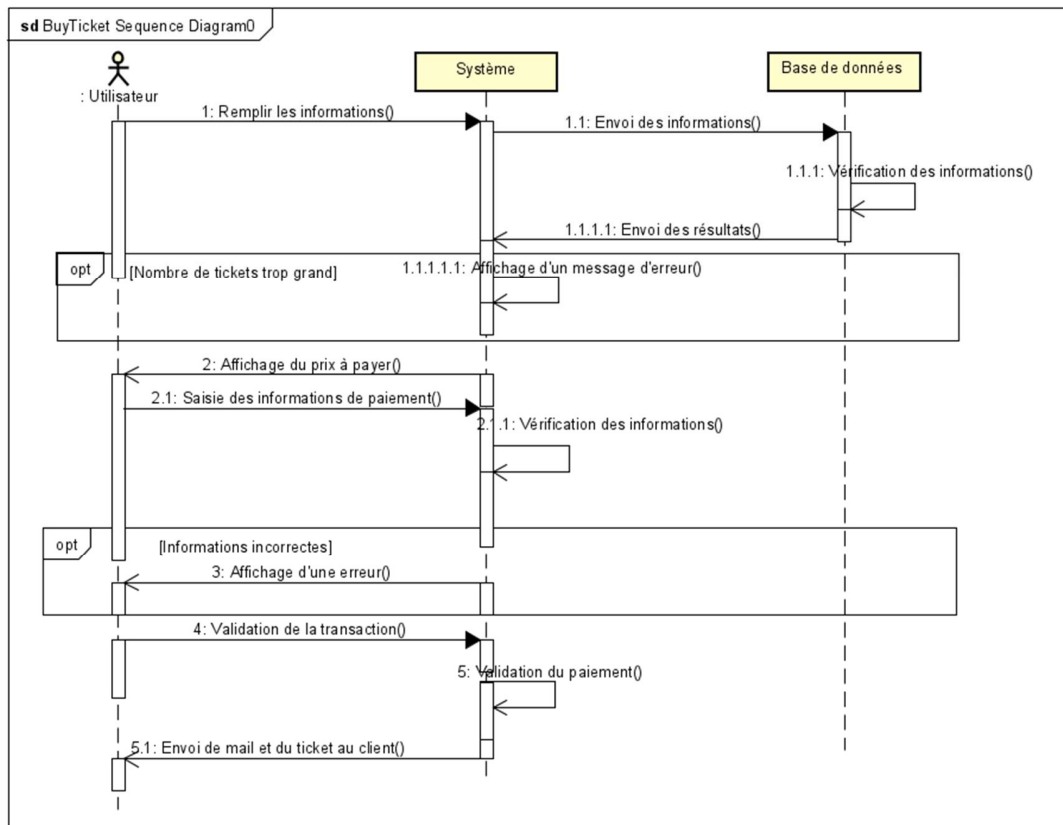 sd BuyTicket Sequence Diagram0
Système
Base de données
: Utilisateur
1: Remplir les informations()
1.1: Envoi des informations()
1.1.1: Vérification des informations()
1.1.1.1: Envoi des résultats()
opt
[Nombre de tickets trop grand]
1.1.1.1.1: Affichage d'un message d'erreur()
2: Affichage du prix à payer()
2.1: Saisie des informations de paiement()
2.1.1: Vérification des informations()
opt
[Informations incorrectes]
3: Affichage d'une erreur()
4: Validation de la transaction()
5: Validation du paiement()
5.1: Envoi de mail et du ticket au client()